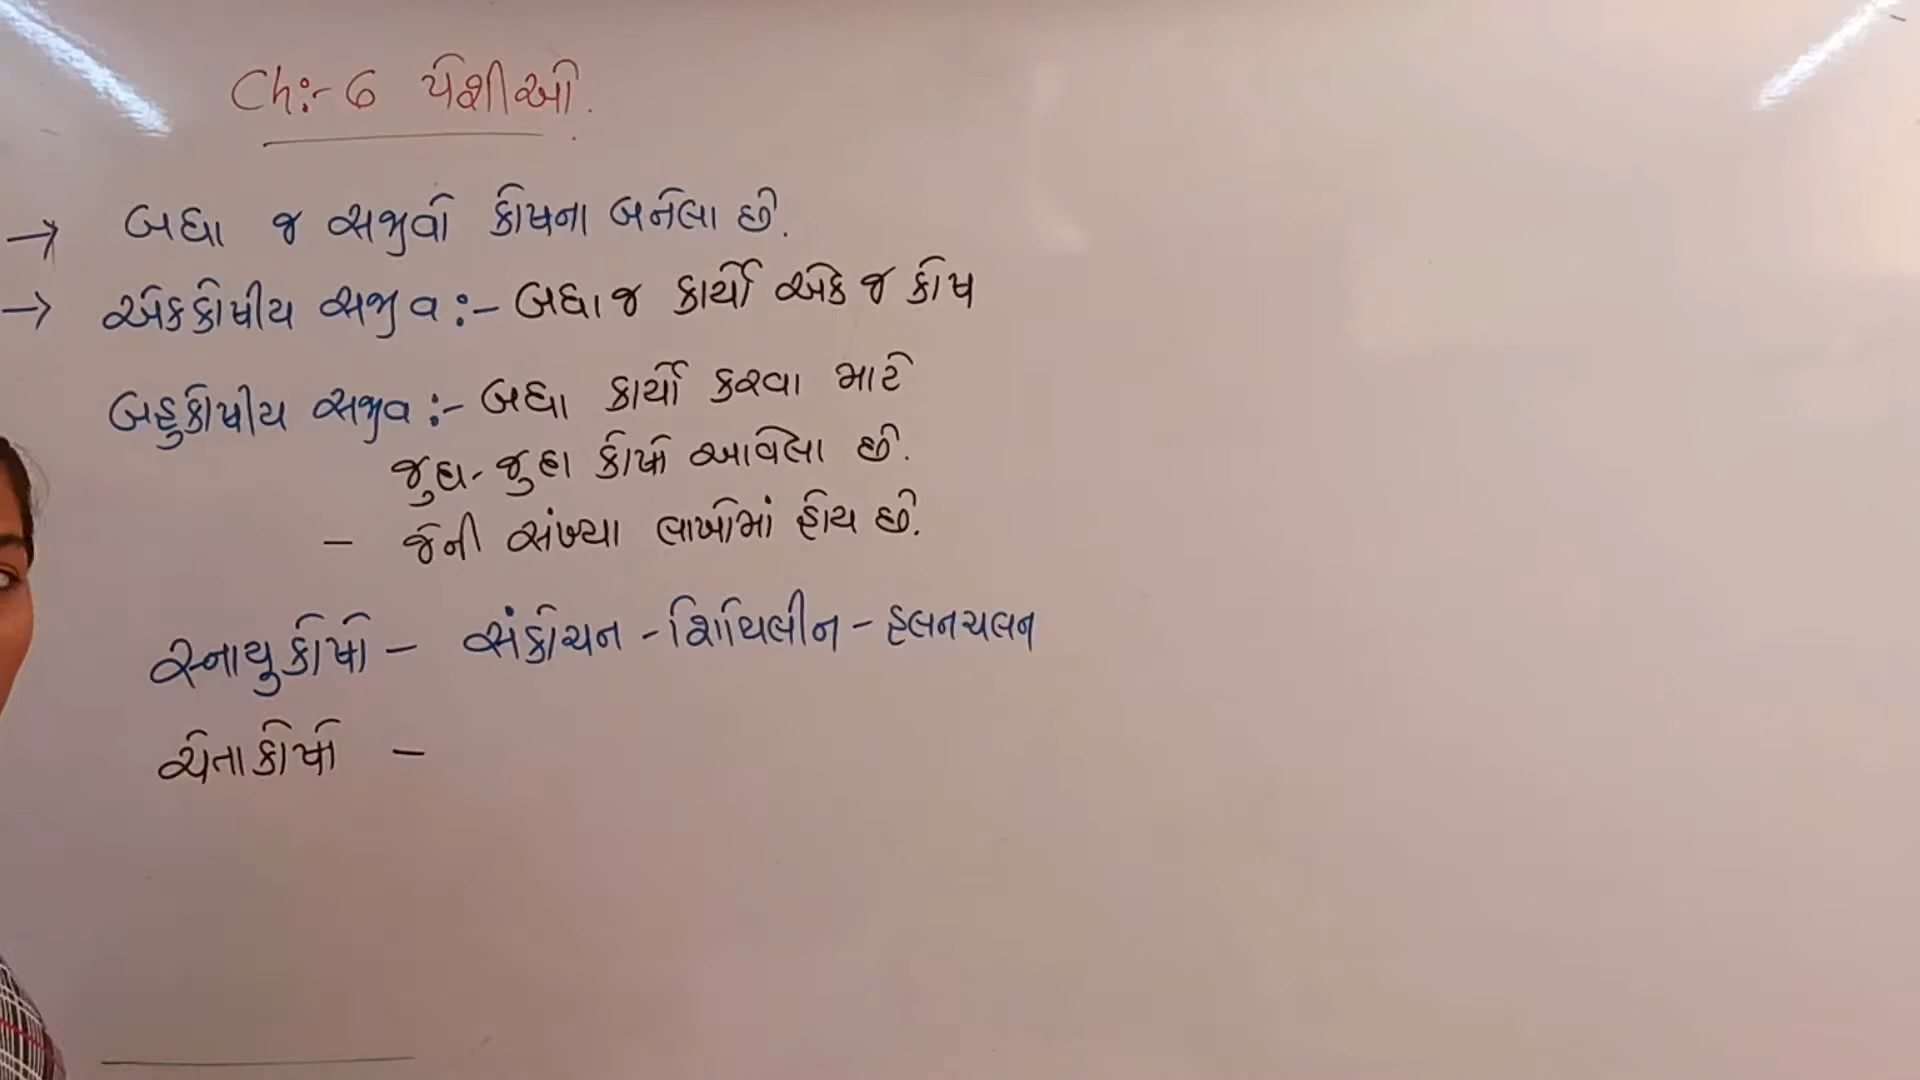 Ch:- 6 પેશીઓ.
→ બધા જ સજીવો કોષના બનેલા છે.
→ એકકોષીય સજીવ :- બધા જ કાર્યો એક જ કોષ
બહુકોષીય સજીવ :- બધા કાર્યો કરવા માટે
જુદા-જુદા કોષો આવેલા છે.
- જેની સંખ્યા લાખોમાં હોય છે.
સ્નાયુકોષો - સંકોચન - શિથિલીન - હલનચલન
ચેતાકોષો -